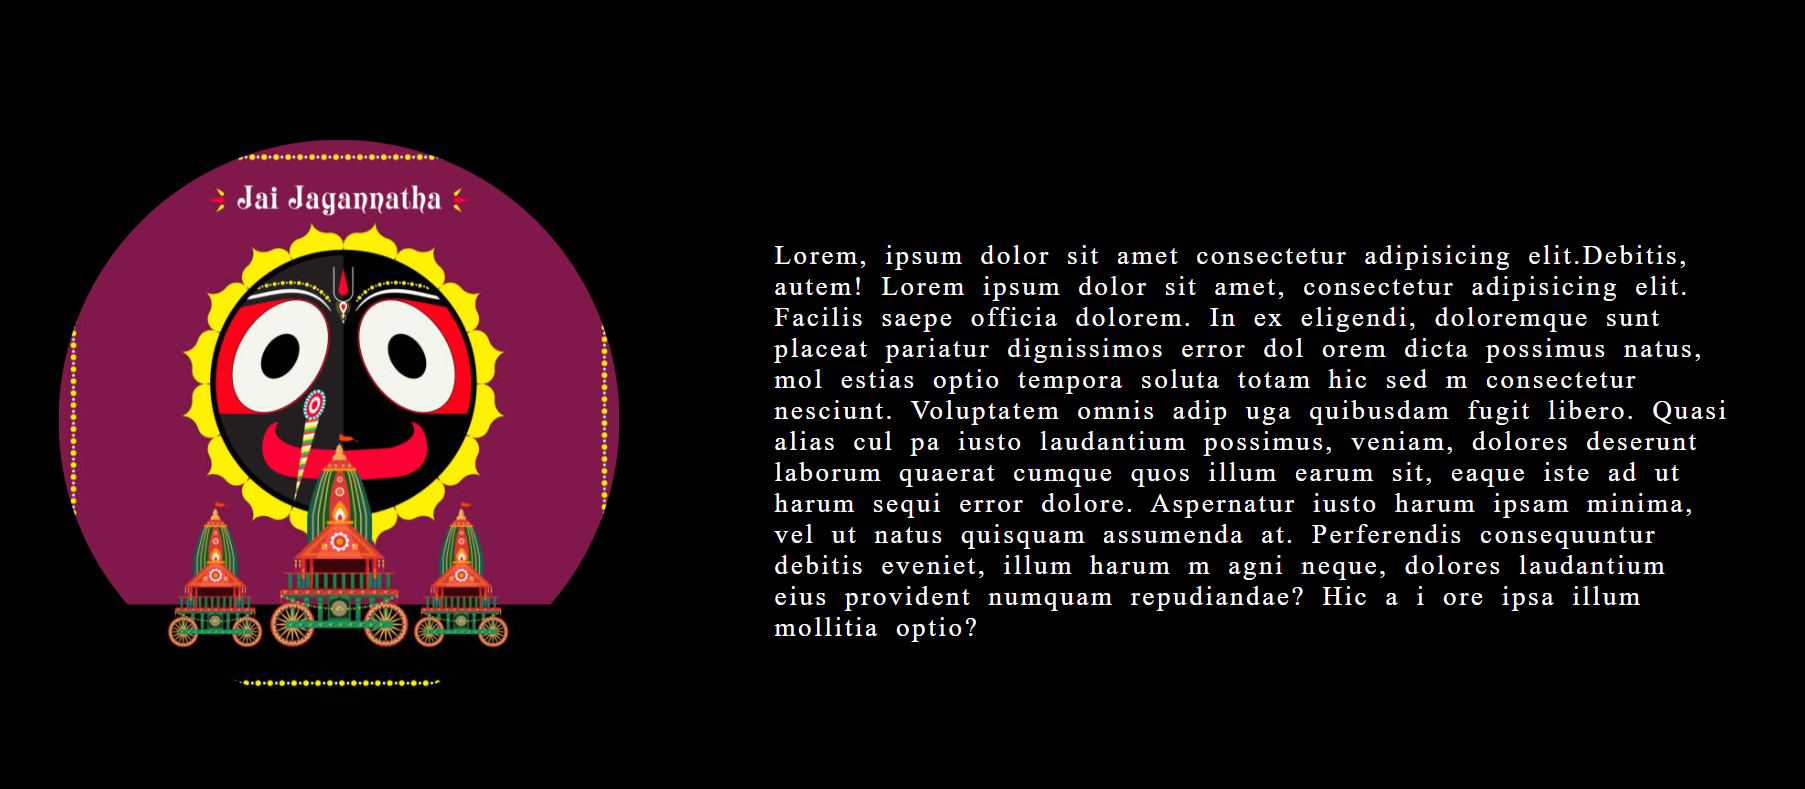 Jai Jagannatha
Lorem, ipsum dolor sit amet consectetur adipisicing elit.Debitis,
autem! Lorem ipsum dolor sit amet, consectetur adipisicing elit.
Facilis saepe officia dolorem. In ex eligendi, doloremque sunt
placeat pariatur dignissimos error dol orem dicta possimus natus,
mol estias optio tempora soluta totam hic sed m consectetur
nesciunt. Voluptatem omnis adip uga quibusdam fugit libero. Quasi
alias cul pa iusto laudantium possimus, veniam, dolores deserunt
laborum quaerat cumque quos illum earum sit, eaque iste ad ut
harum sequi error dolore. Aspernatur iusto harum ipsam minima,
vel ut natus quisquam assumenda at. Perferendis consequuntur
debitis eveniet, illum harum m agni neque, dolores laudantium
eius provident numquam repudiandae? Hic a i ore ipsa illum
mollitia optio?